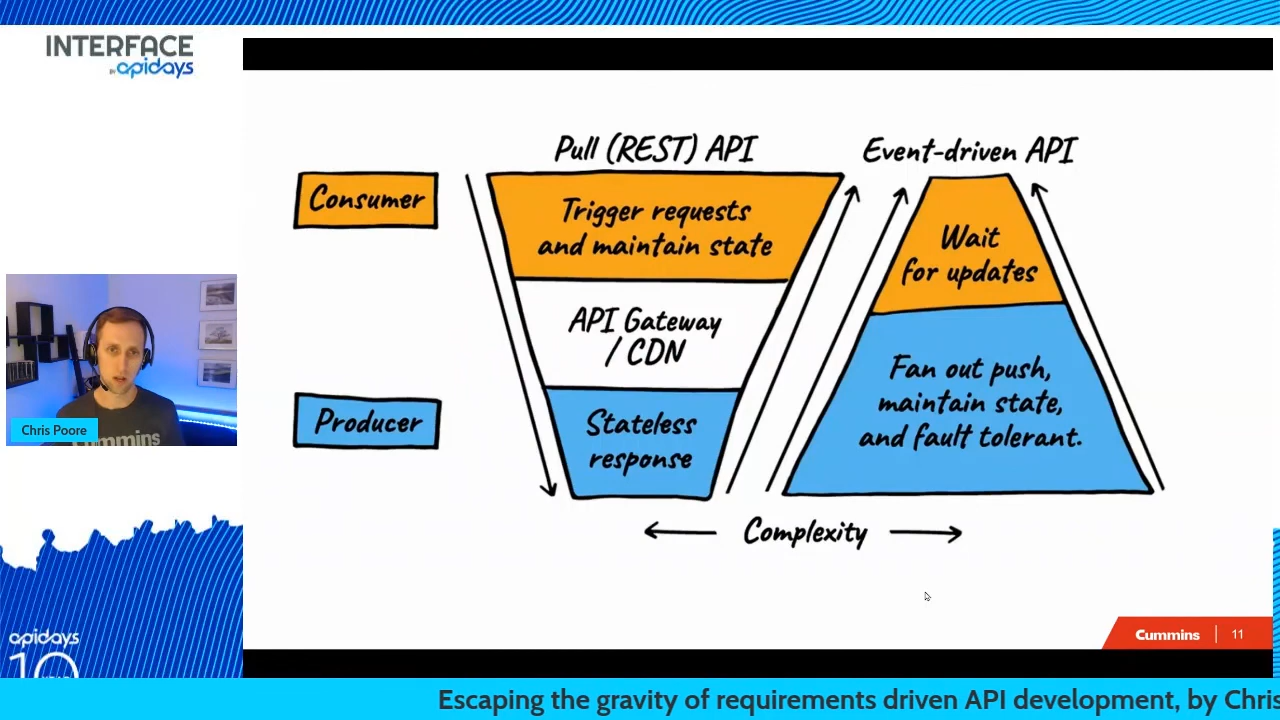 INTERFACE
BY apidays
Pull (REST) API
Event-driven API
Consumer
Trigger requests
and maintain state
Wait
for updates
API Gateway
/ CDN
Fan out push,
maintain state,
and fault tolerant.
Producer
Stateless
response
Complexity
Chris Poore
Cummins
Cummins
11
apidays
10
Escaping the gravity of requirements driven API development, by Chris